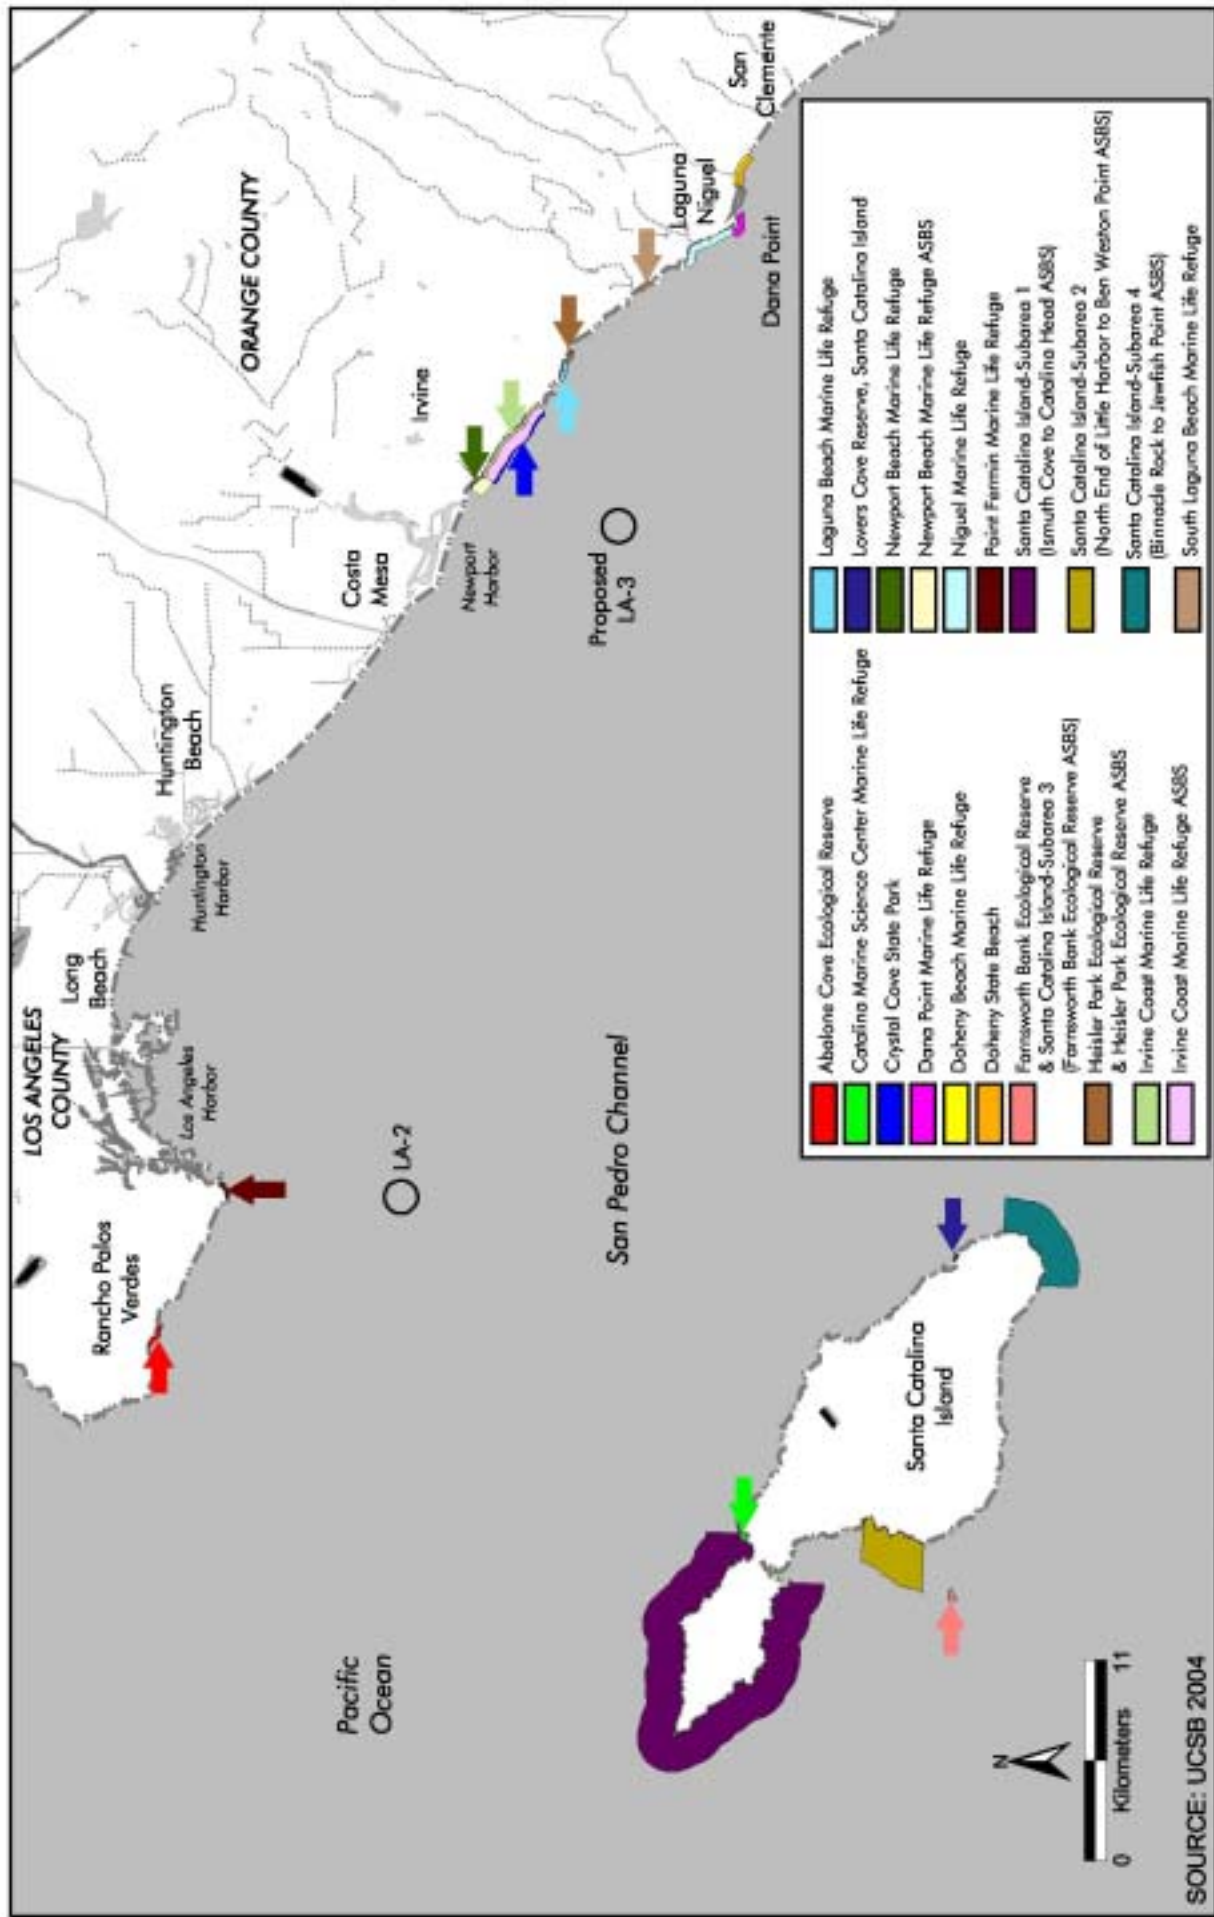 LOS ANGELES
COUNTY
Long
Beach
Rancho Palos
Verdes
Los Angeles
Harbor
Huntington
Harbor
Huntington
Beach
ORANGE COUNTY
Costa
Mesa
Irvine
Newport
Harbor
Laguna
Niguel
San
Clemente
Dana Point
LA-2
Proposed
LA-3
Pacific
Ocean
San Pedro Channel
Santa Catalina
Island
N
0 Kilometers 11
SOURCE: UCSB 2004
Abalone Cove Ecological Reserve
Catalina Marine Science Center Marine Life Refuge
Crystal Cove State Park
Dana Point Marine Life Refuge
Doheny Beach Marine Life Refuge
Doheny State Beach
Farnsworth Bank Ecological Reserve
& Santa Catalina Island-Subarea 3
(Farnsworth Bank Ecological Reserve ASBS)
Heisler Park Ecological Reserve
& Heisler Park Ecological Reserve ASBS
Irvine Coast Marine Life Refuge
Irvine Coast Marine Life Refuge ASBS
Laguna Beach Marine Life Refuge
Lovers Cove Reserve, Santa Catalina Island
Newport Beach Marine Life Refuge
Newport Beach Marine Life Refuge ASBS
Niguel Marine Life Refuge
Point Fermin Marine Life Refuge
Santa Catalina Island-Subarea 1
(Ismuth Cove to Catalina Head ASBS)
Santa Catalina Island-Subarea 2
(North End of Little Harbor to Ben Weston Point ASBS)
Santa Catalina Island-Subarea 4
(Binnacle Rock to Jewfish Point ASBS)
South Laguna Beach Marine Life Refuge